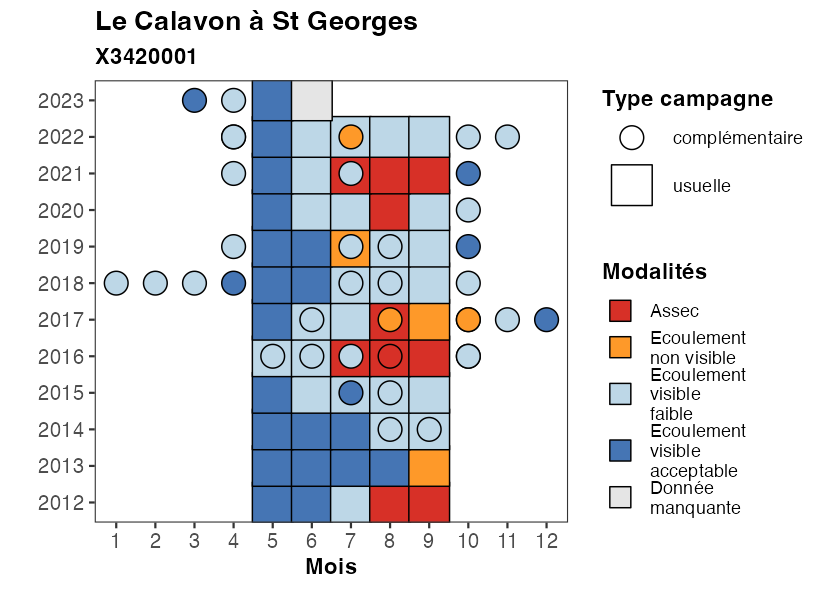 Le Calavon à St Georges
X3420001
2023
2022
2021
2020
2019
2018
2017
2016
2015
2014
2013
2012
1 2 3 4 5 6 7 8 9 10 11 12
Mois
Type campagne
complémentaire
usuelle
Modalités
Assec
Ecoulement
non visible
Ecoulement
visible
faible
Ecoulement
visible
acceptable
Donnée
manquante